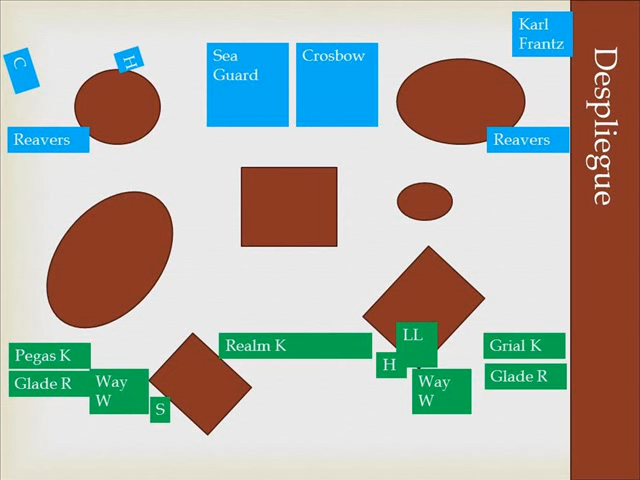 Karl
Frantz
C
H
Sea
Guard
Crosbow
Reavers
Reavers
Despliegue
Pegas K
Glade R
Way
W
S
Realm K
LL
H
Way
W
Grial K
Glade R